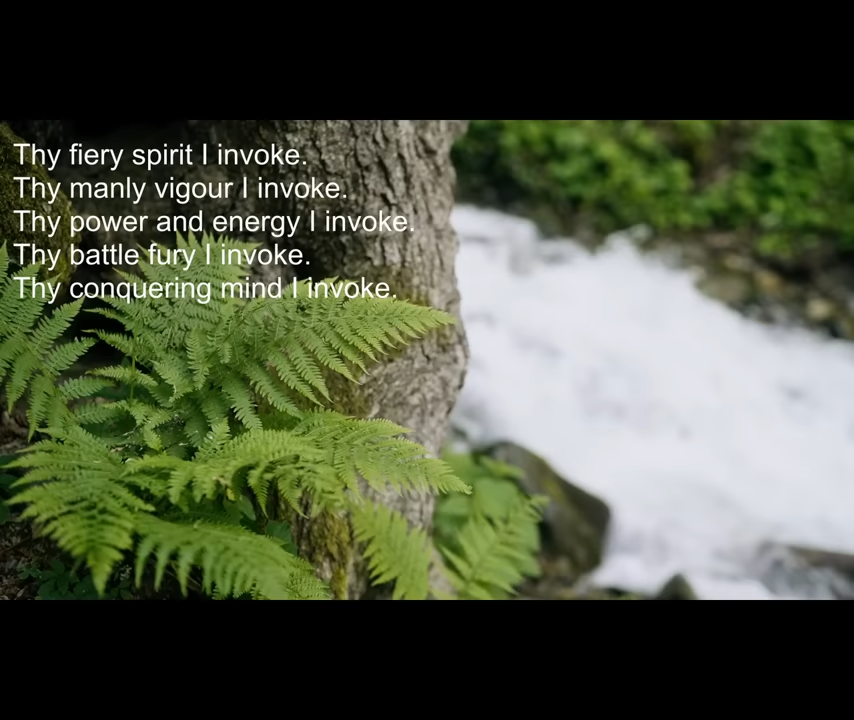 Thy fiery spirit I invoke.
Thy manly vigour I invoke.
Thy power and energy I invoke.
Thy battle fury I invoke.
Thy conquering mind I invoke.